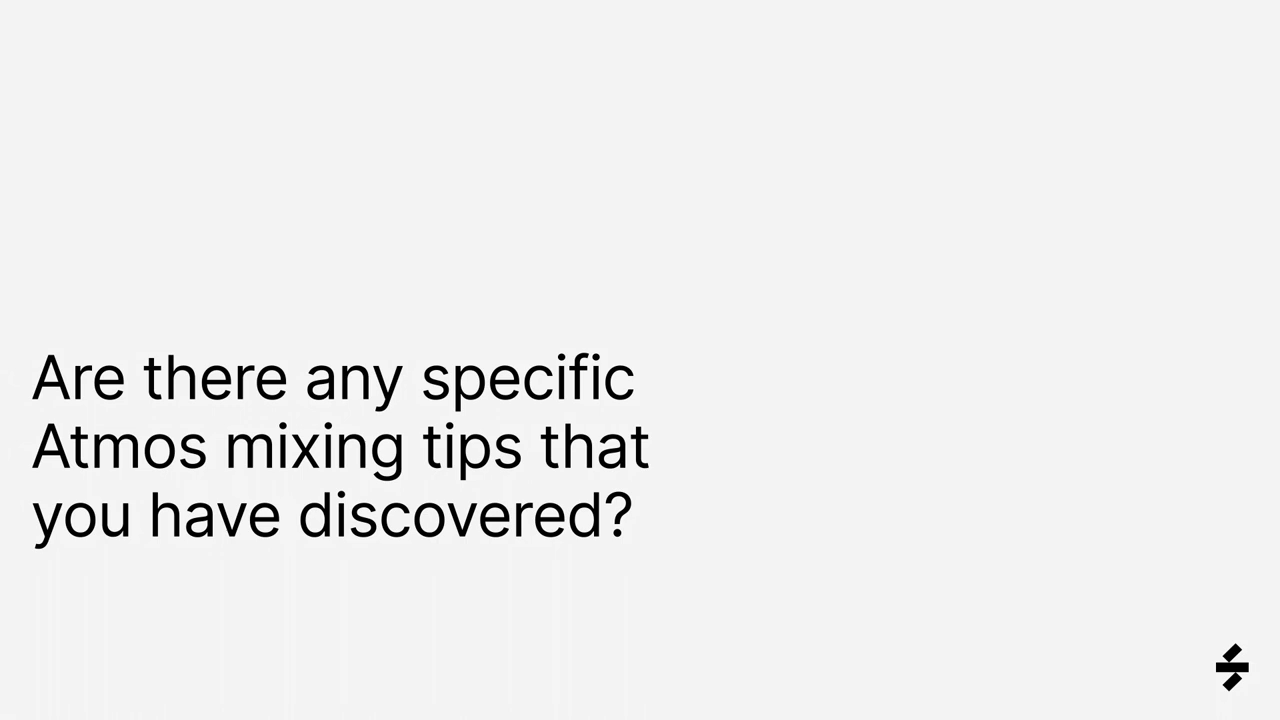 Are there any specific
Atmos mixing tips that
you have discovered?